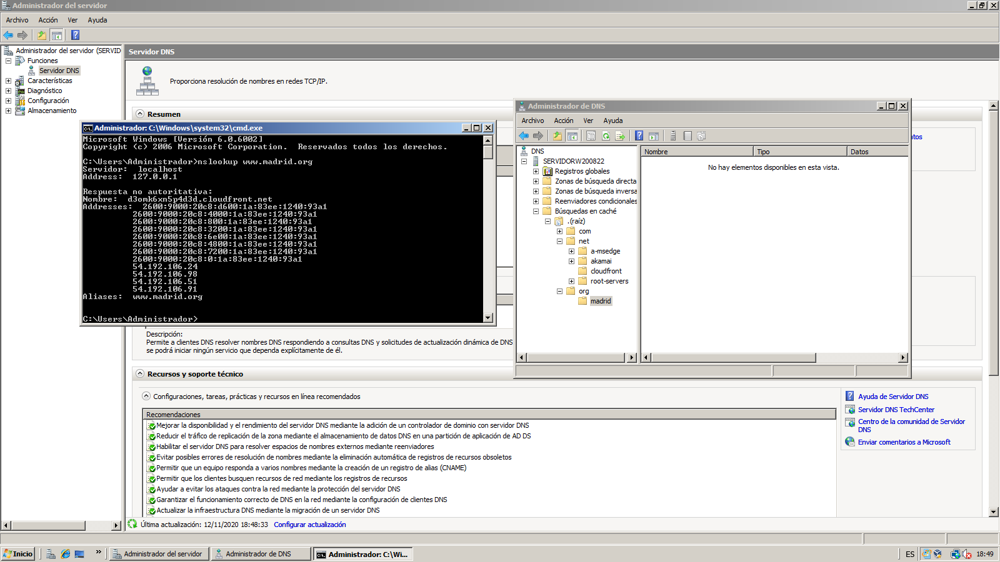 Administrador del servidor
Archivo Acción Ver Ayuda
Administrador del servidor (SERVID
Funciones
Servidor DNS
Características
Diagnóstico
Configuración
Almacenamiento
Servidor DNS
Proporciona resolución de nombres en redes TCP/IP.
Resumen
Administrador: C:\Windows\system32\cmd.exe
Microsoft Windows [Versión 6.0.6002]
Copyright (c) 2006 Microsoft Corporation.  Reservados todos los derechos.
C:\Users\Administrador>nslookup www.madrid.org
Servidor:  localhost
Address:  127.0.0.1
Respuesta no autoritativa:
Nombre:  d3omk6xn5p4d3d.cloudfront.net
Addresses:  2600:9000:20c8:d600:1a:83ee:1240:93a1
2600:9000:20c8:4000:1a:83ee:1240:93a1
2600:9000:20c8:800:1a:83ee:1240:93a1
2600:9000:20c8:3200:1a:83ee:1240:93a1
2600:9000:20c8:6e00:1a:83ee:1240:93a1
2600:9000:20c8:4800:1a:83ee:1240:93a1
2600:9000:20c8:7200:1a:83ee:1240:93a1
2600:9000:20c8:0:1a:83ee:1240:93a1
54.192.106.24
54.192.106.98
54.192.106.51
54.192.106.91
Aliases:  www.madrid.org
C:\Users\Administrador>
Administrador de DNS
Archivo Acción Ver Ayuda
DNS
SERVIDORW200822
Registros globales
Zonas de búsqueda directa
Zonas de búsqueda inversa
Reenviadores condicionales
Búsquedas en caché
.(raíz)
com
net
a-msedge
akamai
cloudfront
root-servers
org
madrid
Nombre Tipo Datos
No hay elementos disponibles en esta vista.
tos
Descripción:
Permite a clientes DNS resolver nombres DNS respondiendo a consultas DNS y solicitudes de actualización dinámica de DNS
se podrá iniciar ningún servicio que dependa explícitamente de él.
Recursos y soporte técnico
Configuraciones, tareas, prácticas y recursos en línea recomendados
Recomendaciones
Mejorar la disponibilidad y el rendimiento del servidor DNS mediante la adición de un controlador de dominio con servidor DNS
Reducir el tráfico de replicación de la zona mediante el almacenamiento de datos DNS en una partición de aplicación de AD DS
Habilitar el servidor DNS para resolver espacios de nombres externos mediante reenviadores
Evitar posibles errores de resolución de nombres mediante la eliminación automática de registros de recursos obsoletos
Permitir que un equipo responda a varios nombres mediante la creación de un registro de alias (CNAME)
Permitir que los clientes busquen recursos de red mediante los registros de recursos
Ayudar a evitar los ataques contra la red mediante la protección del servidor DNS
Garantizar el funcionamiento correcto de DNS en la red mediante la configuración de clientes DNS
Actualizar la infraestructura DNS mediante la migración de un servidor DNS
Ayuda de Servidor DNS
Servidor DNS TechCenter
Centro de la comunidad de Servidor
DNS
Enviar comentarios a Microsoft
Última actualización: 12/11/2020 18:48:33 Configurar actualización
Inicio » Administrador del servidor Administrador de DNS Administrador: C:\Wi... ES 18:49